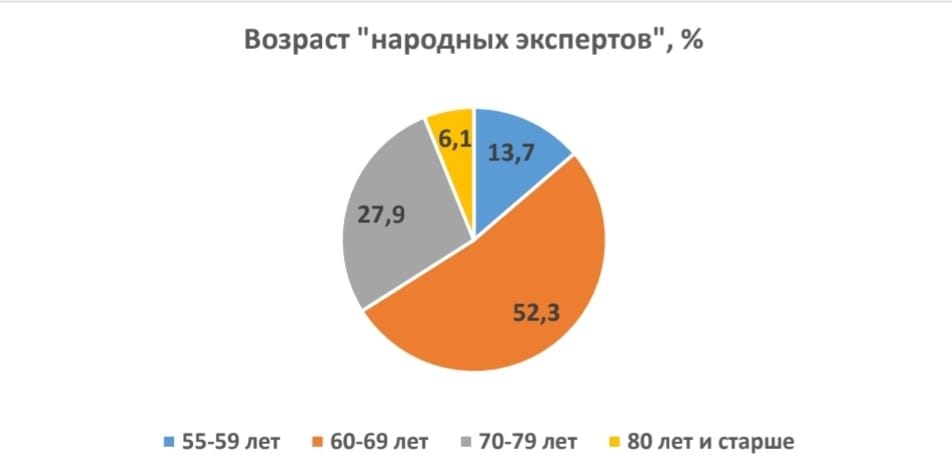 Возраст "народных экспертов", %
6,1
13,7
27,9
52,3
55-59 лет 60-69 лет 70-79 лет 80 лет и старше